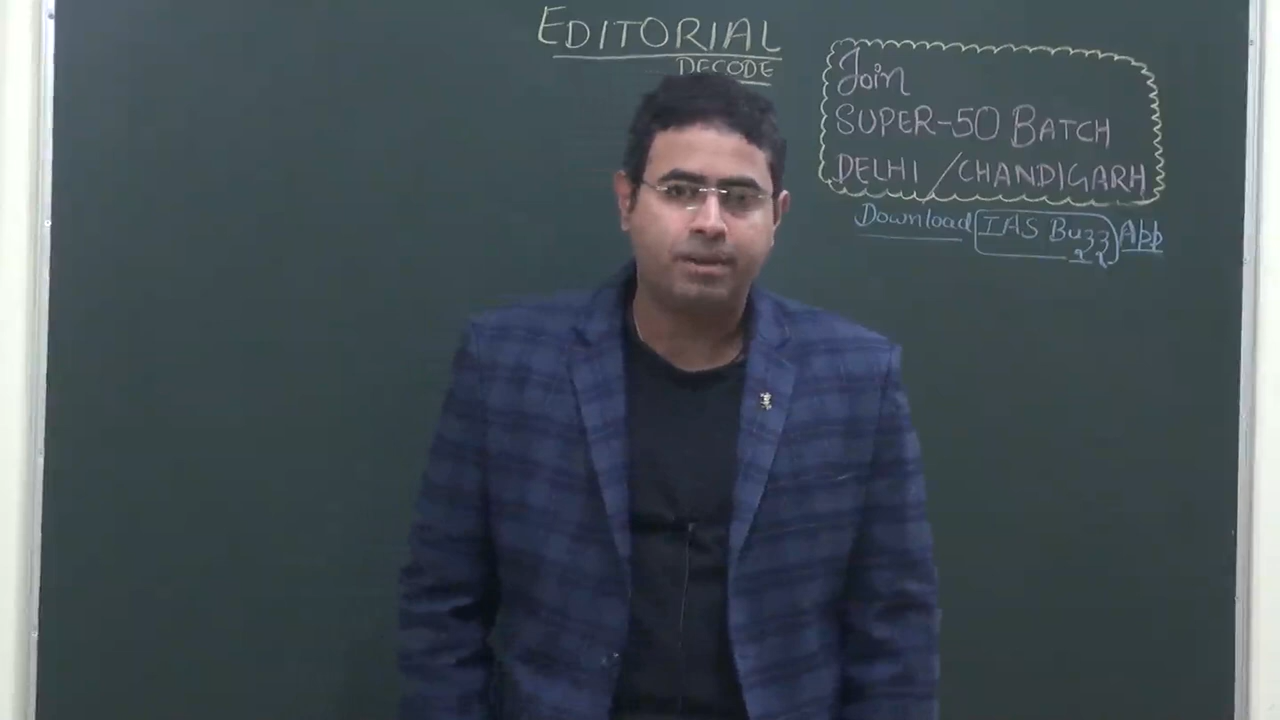 EDITORIAL
DECODE
Join
SUPER-50 BATCH
DELHI/CHANDIGARH
Download IAS Buzz App